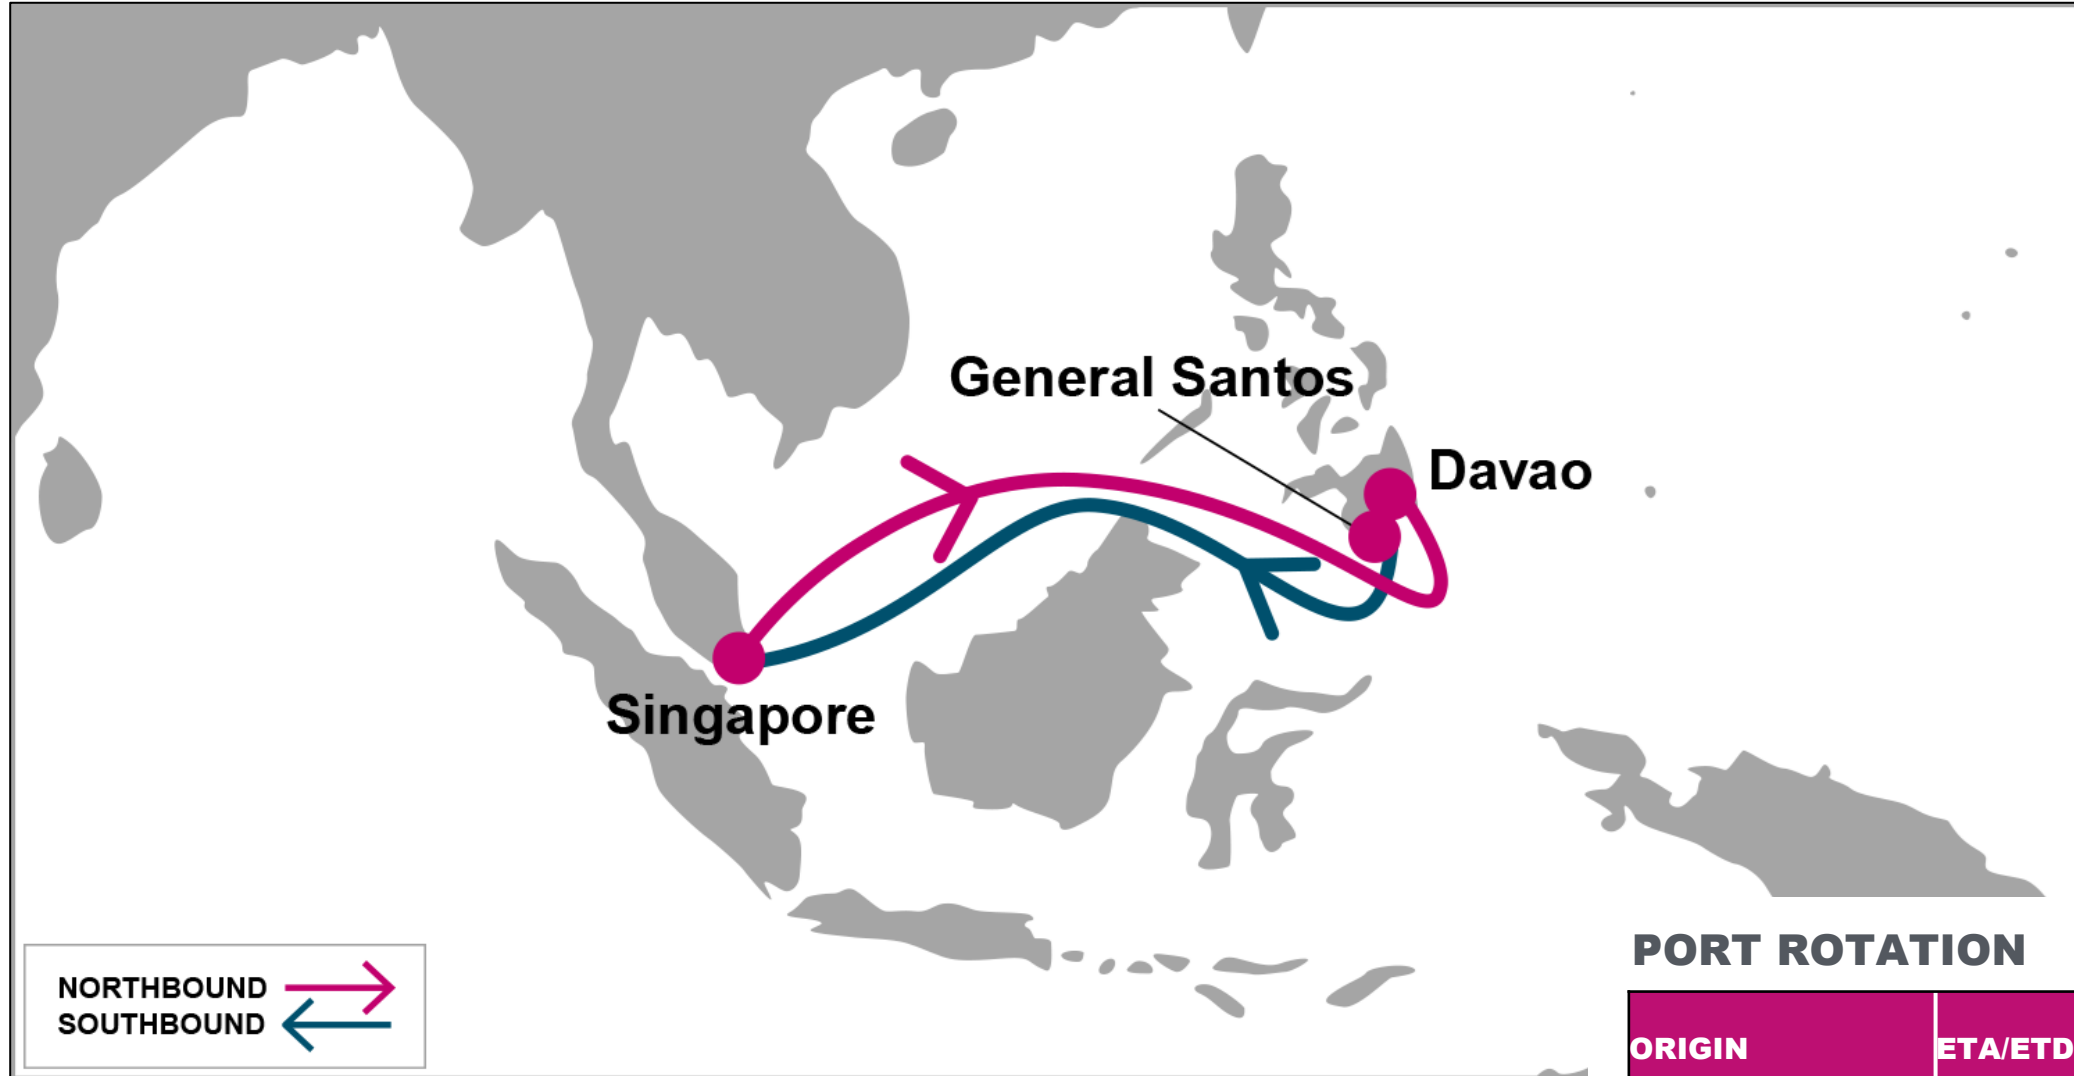 General Santos
Davao
Singapore
NORTHBOUND
SOUTHBOUND
PORT ROTATION
ORIGIN
ETA/ETD